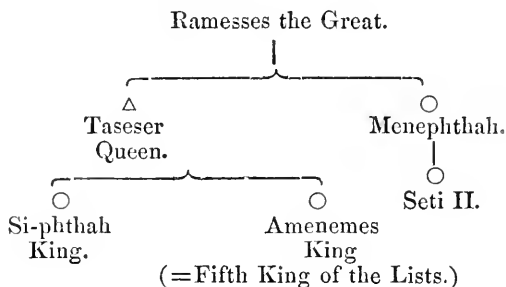 Ramesses the Great.
Taseser Menephthah.
Queen.
Seti II.
Si-phthah Amenemes
King. King
(=Fifth King of the Lists.)